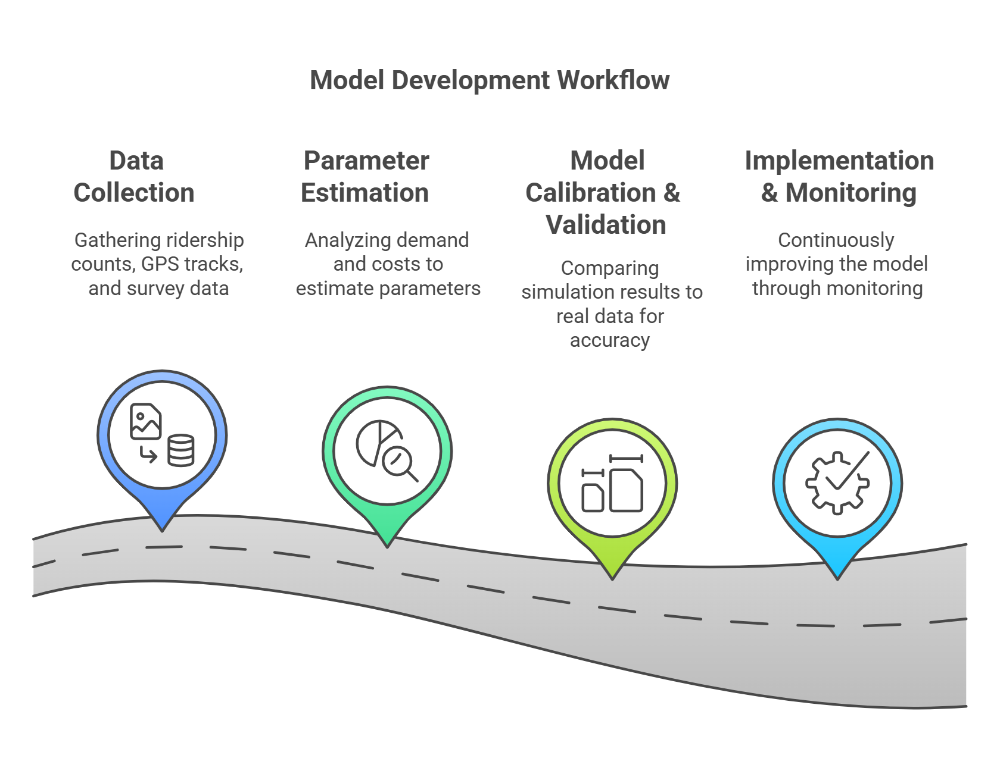 Model Development Workflow
Data
Collection
Gathering ridership
counts, GPS tracks,
and survey data
Parameter
Estimation
Analyzing demand
and costs to
estimate parameters
Model
Calibration &
Validation
Comparing
simulation results to
real data for
accuracy
Implementation
& Monitoring
Continuously
improving the model
through monitoring